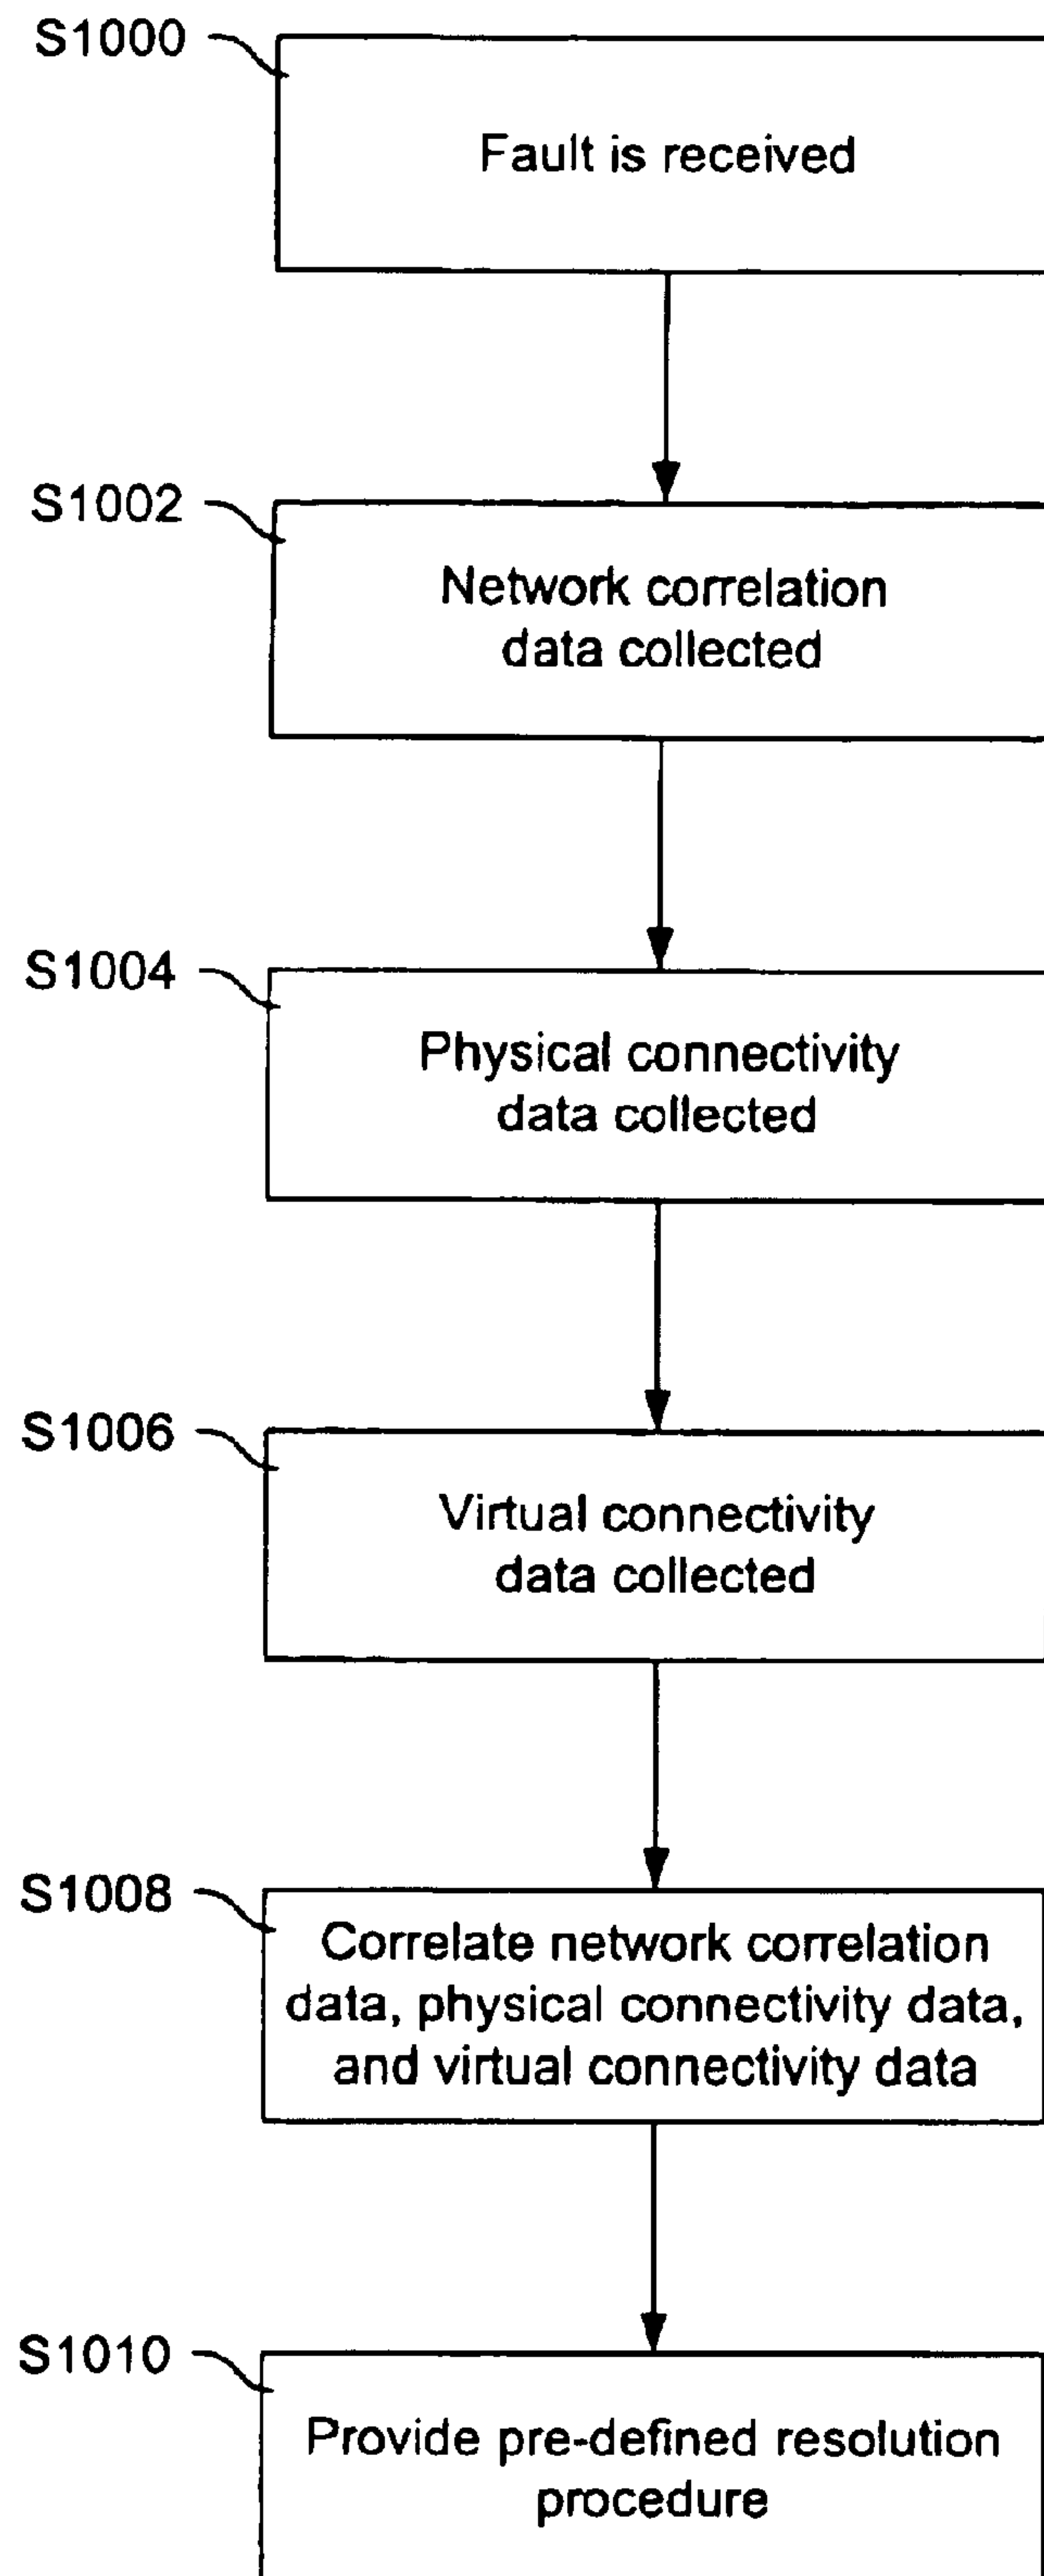 S1000
Fault is received
S1002
Network correlation
data collected
S1004
Physical connectivity
data collected
S1006
Virtual connectivity
data collected
S1008
Correlate network correlation
data, physical connectivity data,
and virtual connectivity data
S1010
Provide pre-defined resolution
procedure